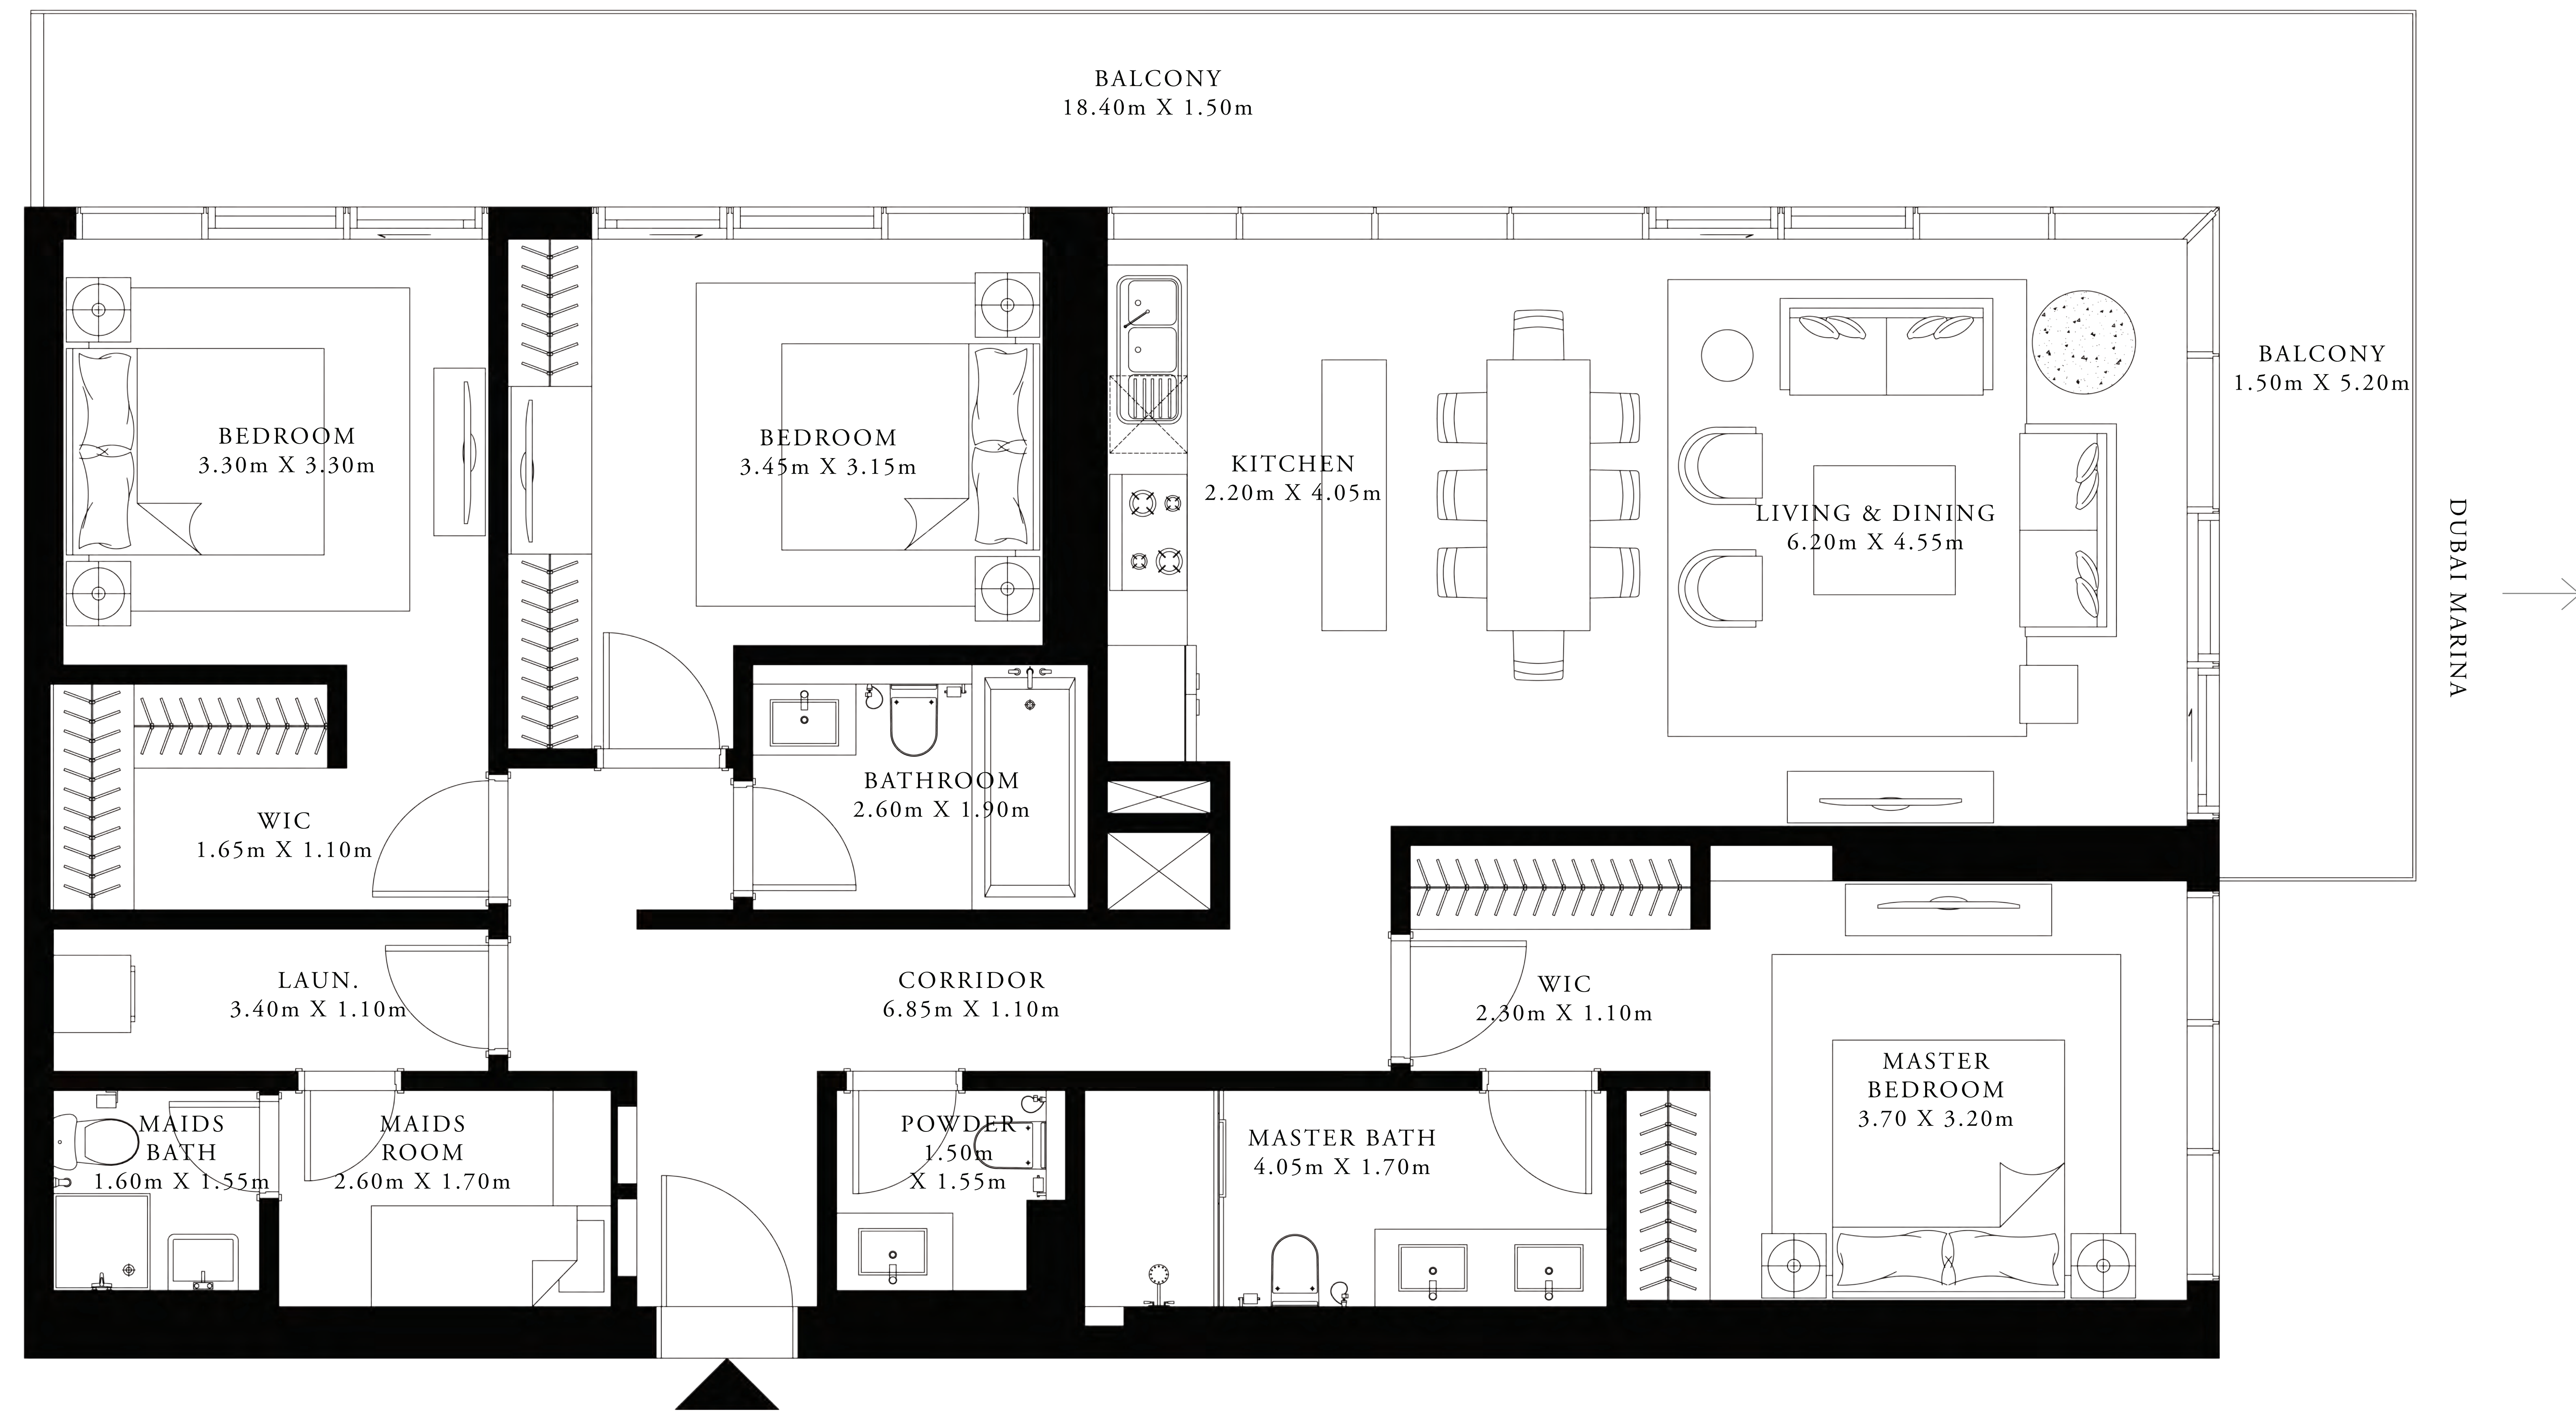 BALCONY
18.40m X 1.50m
BALCONY
1.50m X 5.20m
BEDROOM
3.30m X 3.30m
BEDROOM
3.45m X 3.15m
KITCHEN
2.20m X 4.05m
LIVING & DINING
6.20m X 4.55m
DUBAI MARINA
BATHROOM
2.60m X 1.90m
WIC
1.65m X 1.10m
LAUN.
3.40m X 1.10m
CORRIDOR
6.85m X 1.10m
WIC
2.30m X 1.10m
MASTER
BEDROOM
3.70 X 3.20m
MAIDS
BATH
1.60m X 1.55m
MAIDS
ROOM
2.60m X 1.70m
POWDER
1.50m
X 1.55m
MASTER BATH
4.05m X 1.70m